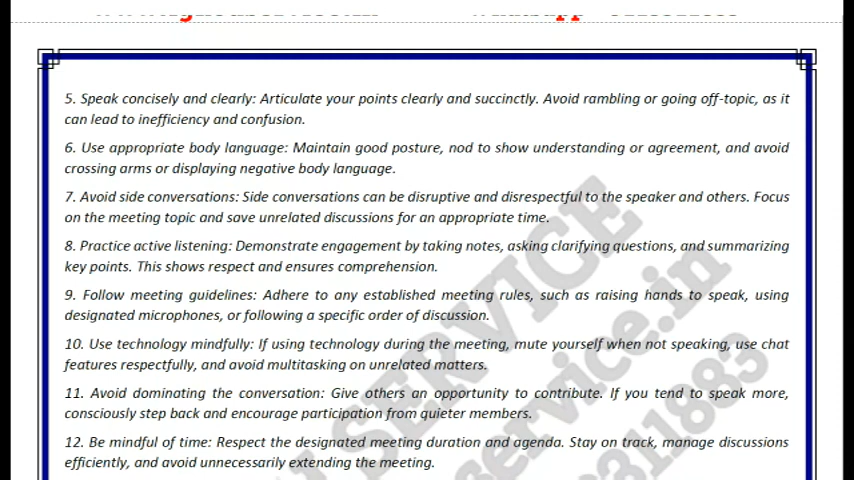 5. Speak concisely and clearly: Articulate your points clearly and succinctly. Avoid rambling or going off-topic, as it
can lead to inefficiency and confusion.
6. Use appropriate body language: Maintain good posture, nod to show understanding or agreement, and avoid
crossing arms or displaying negative body language.
7. Avoid side conversations: Side conversations can be disruptive and disrespectful to the speaker and others. Focus
on the meeting topic and save unrelated discussions for an appropriate time.
8. Practice active listening: Demonstrate engagement by taking notes, asking clarifying questions, and summarizing
key points. This shows respect and ensures comprehension.
9. Follow meeting guidelines: Adhere to any established meeting rules, such as raising hands to speak, using
designated microphones, or following a specific order of discussion.
10. Use technology mindfully: If using technology during the meeting, mute yourself when not speaking, use chat
features respectfully, and avoid multitasking on unrelated matters.
11. Avoid dominating the conversation: Give others an opportunity to contribute. If you tend to speak more,
consciously step back and encourage participation from quieter members.
12. Be mindful of time: Respect the designated meeting duration and agenda. Stay on track, manage discussions
efficiently, and avoid unnecessarily extending the meeting.
SERVICE
service.in
311883